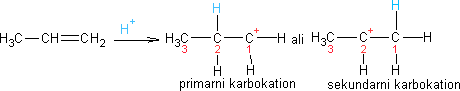 H H
H₃C—CH=CH₂ H⁺ H₃C—C—C⁺—H ali H₃C—C⁺—C—H
3 2 1 3 2 1
H H H H
primarni karbokation sekundarni karbokation